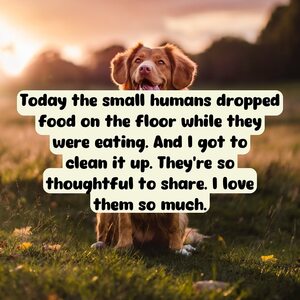 Today the small humans dropped
food on the floor while they
were eating. And I got to
clean it up. They're so
thoughtful to share. I love
them so much.